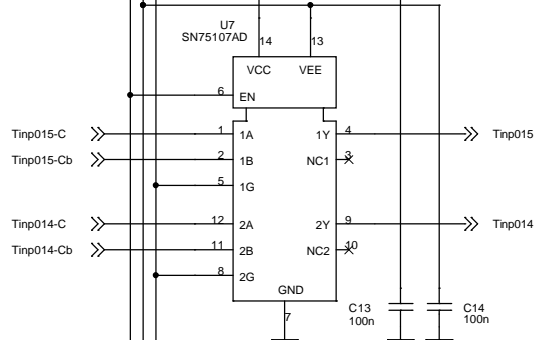 U7
SN75107AD
14 13
VCC VEE
6 EN
Tinp015-C 1 1A 1Y 4 Tinp015
Tinp015-Cb 2 1B NC1 3
5 1G
Tinp014-C 12 2A 2Y 9 Tinp014
Tinp014-Cb 11 2B NC2 10
8 2G
GND
7
C13 C14
100n 100n